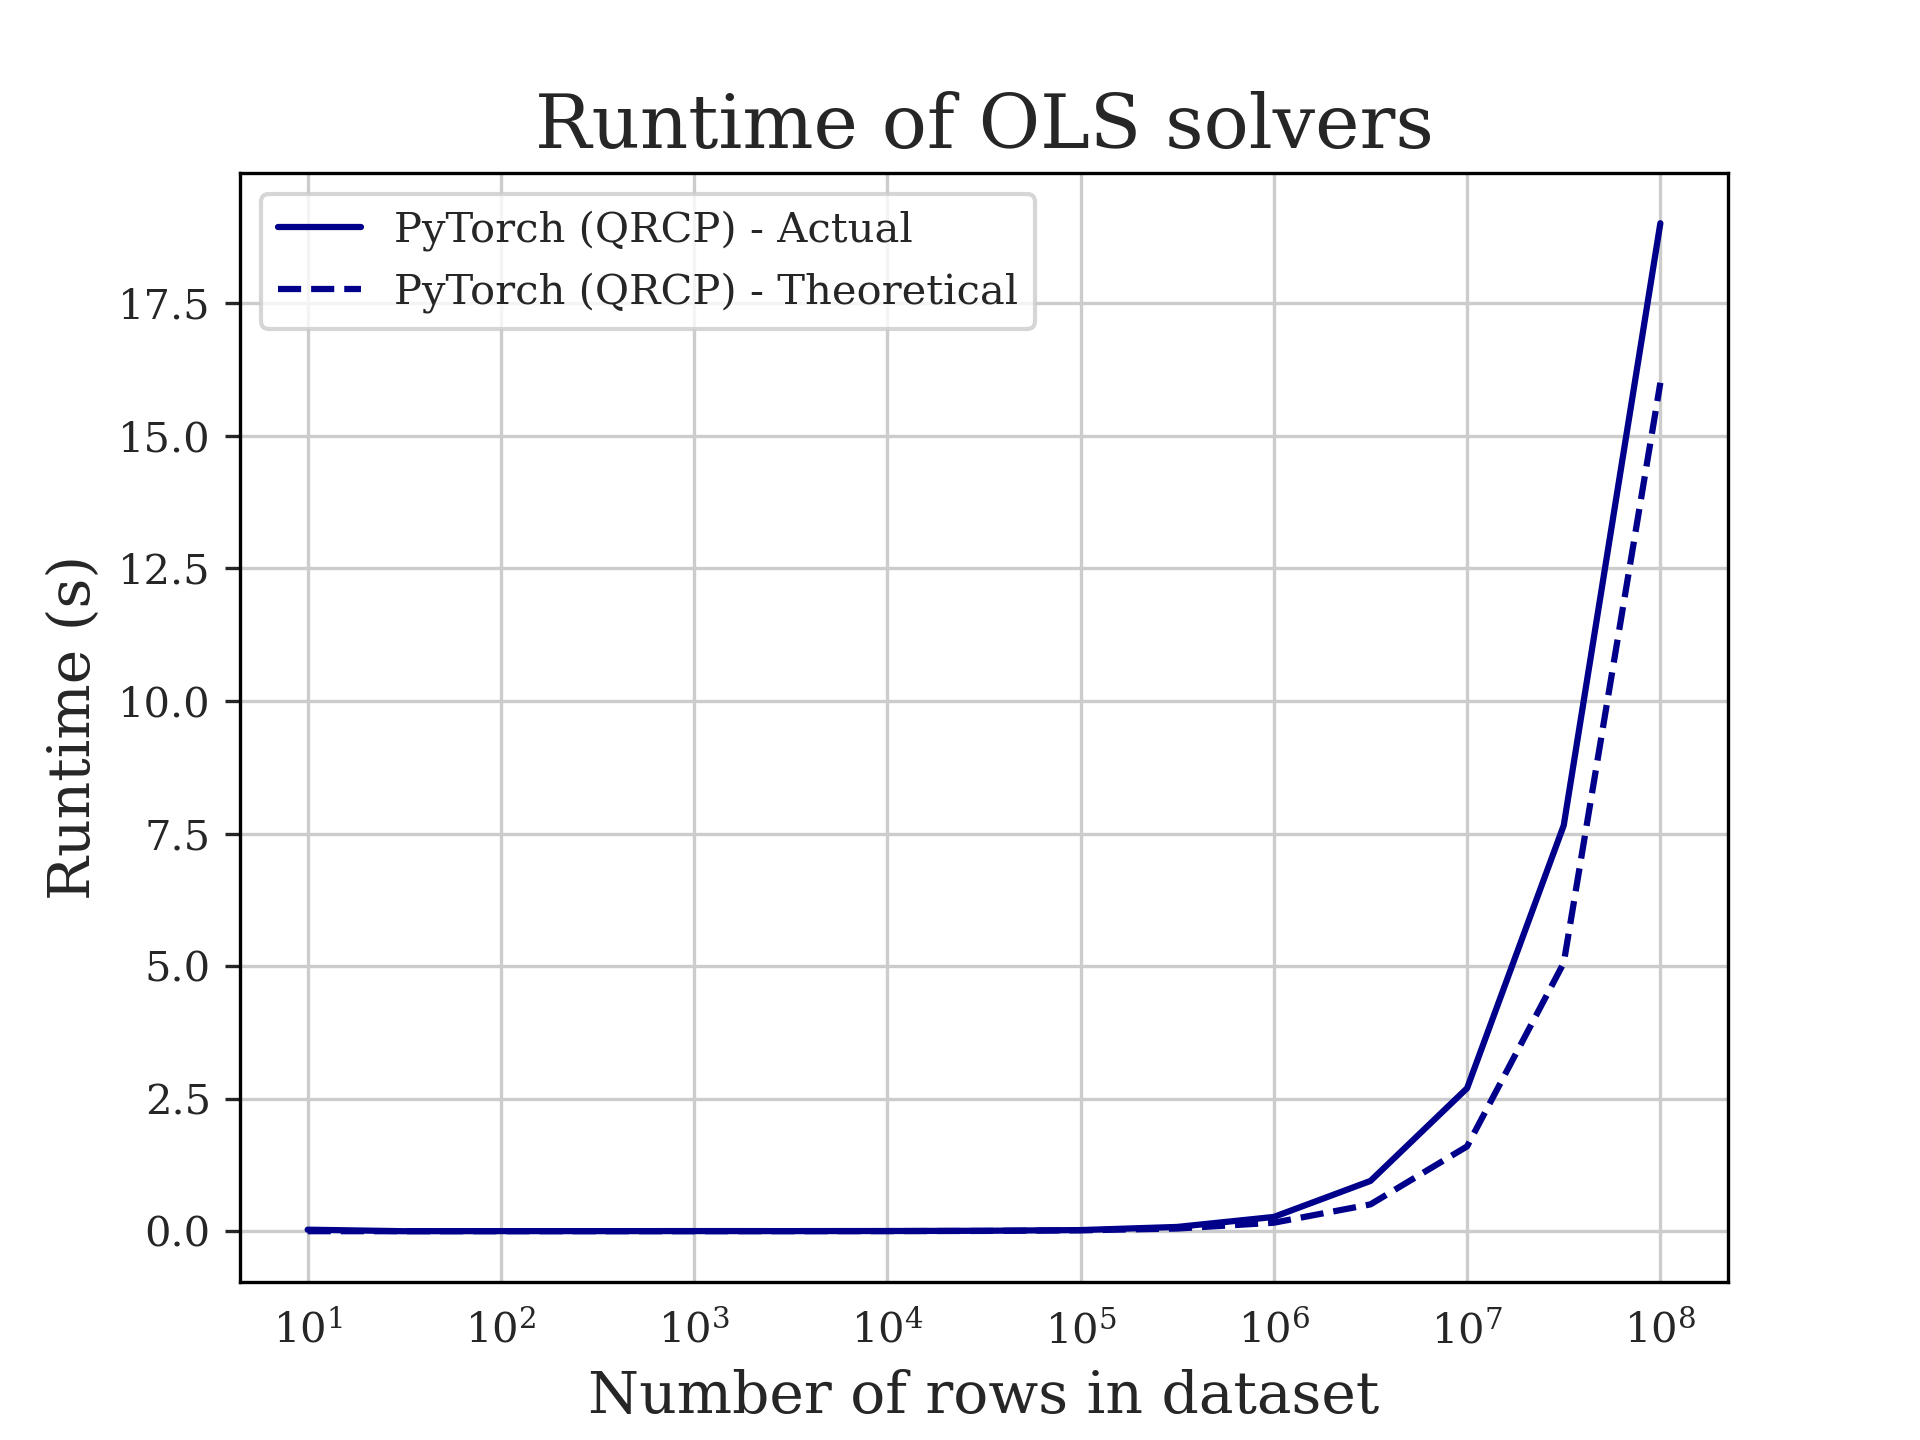 Runtime of OLS solvers
PyTorch (QRCP) - Actual
PyTorch (QRCP) - Theoretical
Runtime (s)
17.5
15.0
12.5
10.0
7.5
5.0
2.5
0.0
10¹ 10² 10³ 10⁴ 10⁵ 10⁶ 10⁷ 10⁸
Number of rows in dataset